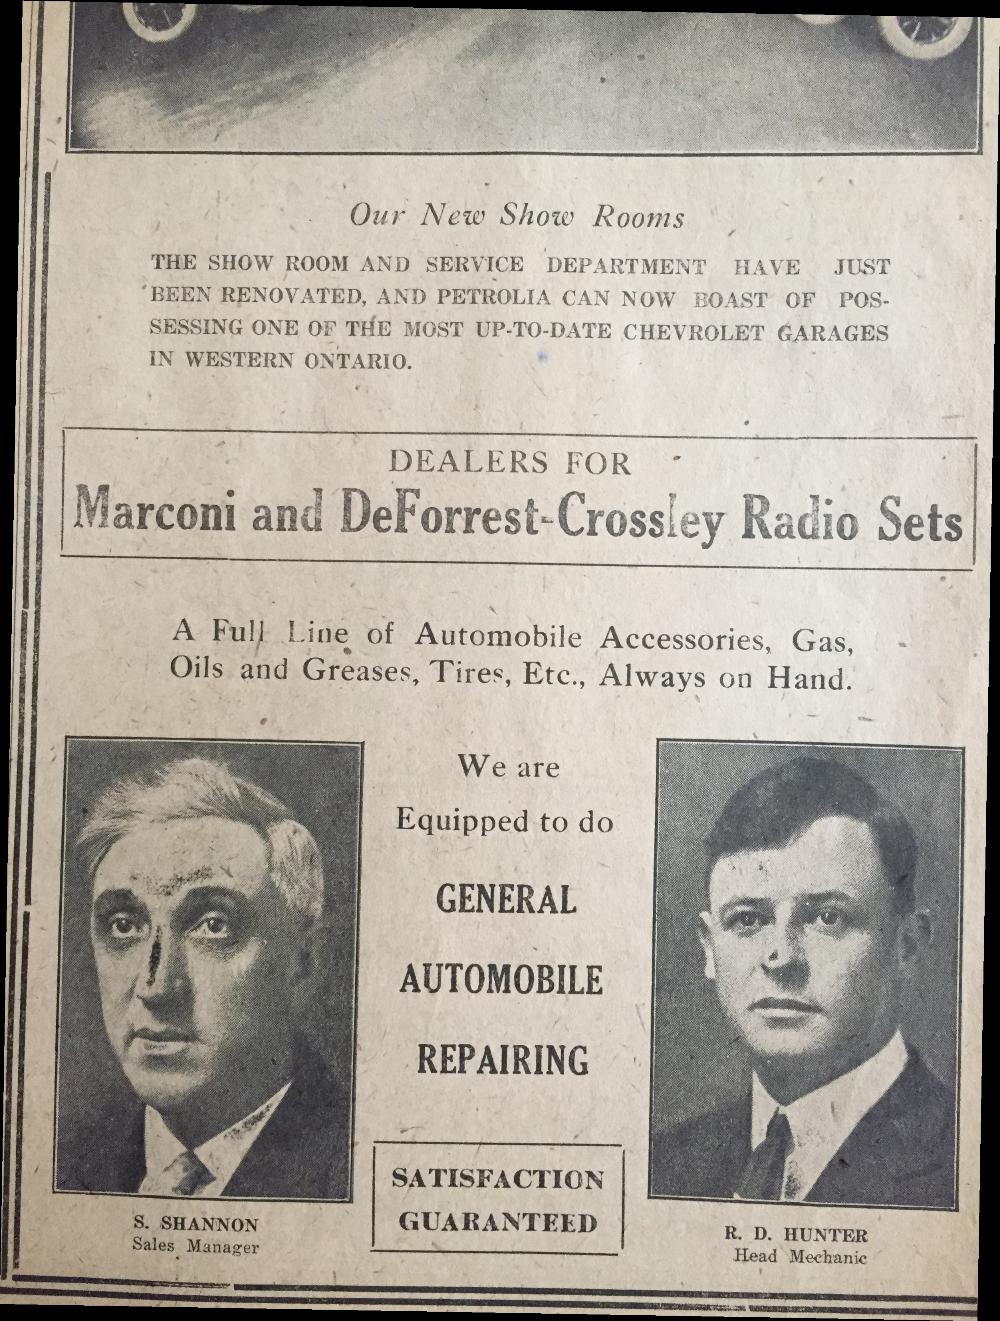 Our New Show Rooms
THE SHOW ROOM AND SERVICE DEPARTMENT HAVE JUST
BEEN RENOVATED, AND PETROLIA CAN NOW BOAST OF POS-
SESSING ONE OF THE MOST UP-TO-DATE CHEVROLET GARAGES
IN WESTERN ONTARIO.
DEALERS FOR
Marconi and DeForrest-Crossley Radio Sets
A Full Line of Automobile Accessories, Gas,
Oils and Greases, Tires, Etc., Always on Hand.
We are
Equipped to do
GENERAL
AUTOMOBILE
REPAIRING
SATISFACTION
GUARANTEED
S. SHANNON
Sales Manager
R. D. HUNTER
Head Mechanic